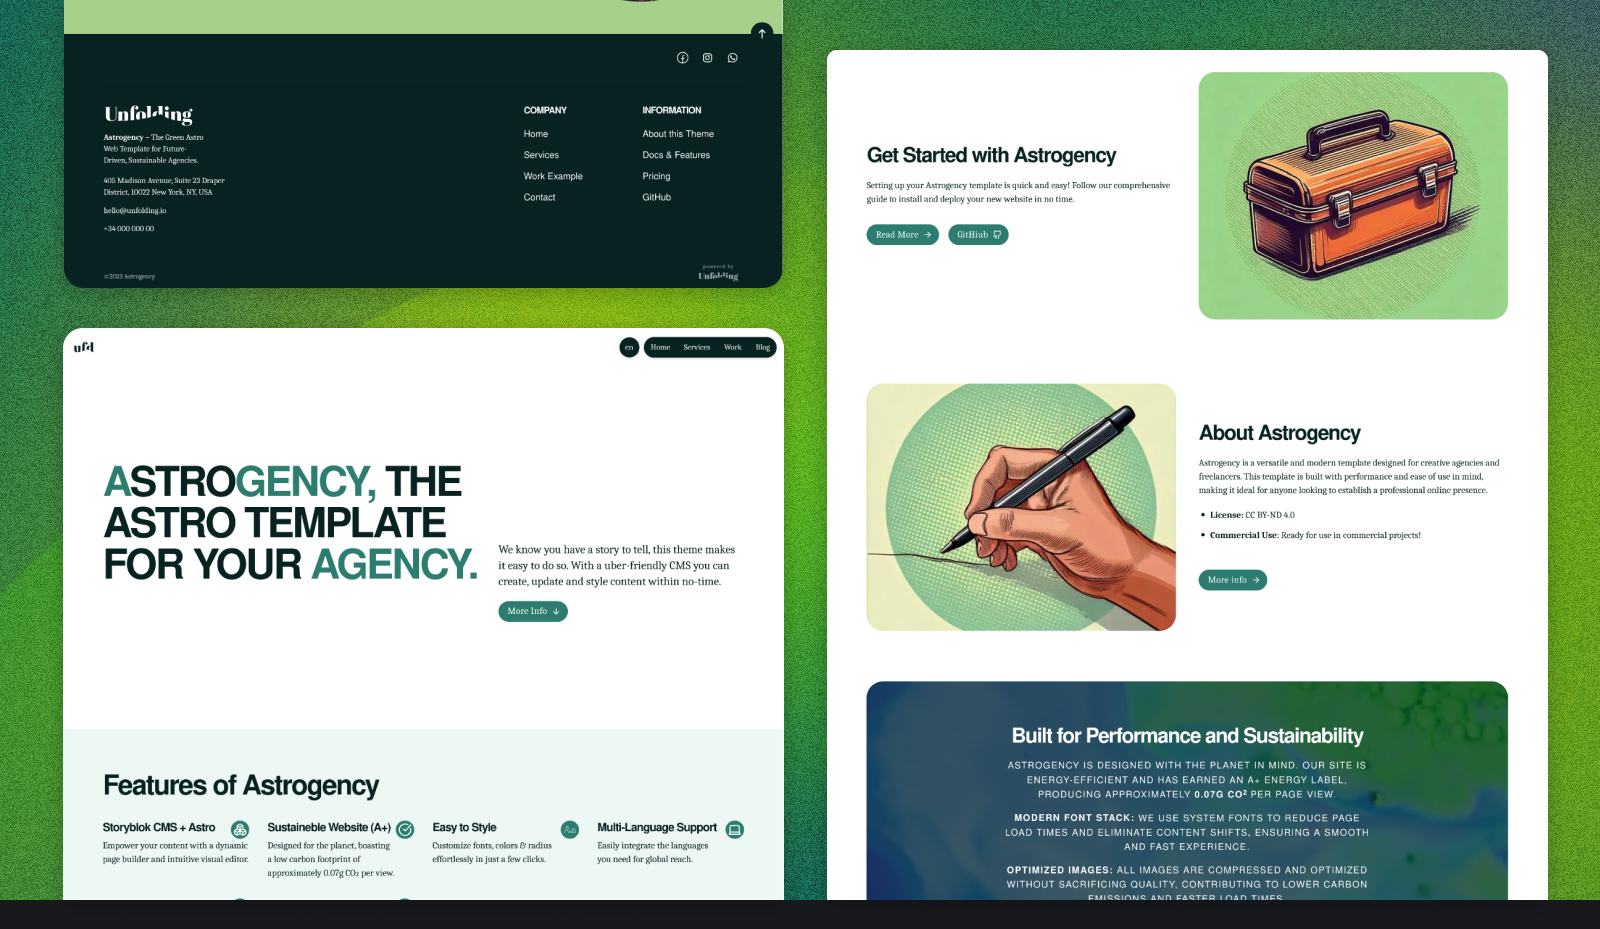 Unfolding
Astrogency – The Green Astro
Web Template for Future-
Driven, Sustainable Agencies.
405 Madison Avenue, Suite 23 Draper
District, 10022 New York, NY, USA
hello@unfolding.io
+34 000 000 00
COMPANY
Home
Services
Work Example
Contact
INFORMATION
About this Theme
Docs & Features
Pricing
GitHub
©2023 Astrogency
powered by
Unfolding
ufd
en
Home Services Work Blog
ASTROGENCY, THE
ASTRO TEMPLATE
FOR YOUR AGENCY.
We know you have a story to tell, this theme makes
it easy to do so. With a uber-friendly CMS you can
create, update and style content within no-time.
More Info
Features of Astrogency
Storyblok CMS + Astro
Empower your content with a dynamic
page builder and intuitive visual editor.
Sustaineble Website (A+)
Designed for the planet, boasting
a low carbon footprint of
approximately 0.07g CO₂ per view.
Easy to Style
Customize fonts, colors & radius
effortlessly in just a few clicks.
Multi-Language Support
Easily integrate the languages
you need for global reach.
Get Started with Astrogency
Setting up your Astrogency template is quick and easy! Follow our comprehensive
guide to install and deploy your new website in no time.
Read More
GitHiub
About Astrogency
Astrogency is a versatile and modern template designed for creative agencies and
freelancers. This template is built with performance and ease of use in mind,
making it ideal for anyone looking to establish a professional online presence.
• License: CC BY-ND 4.0
• Commercial Use: Ready for use in commercial projects!
More info
Built for Performance and Sustainability
ASTROGENCY IS DESIGNED WITH THE PLANET IN MIND. OUR SITE IS
ENERGY-EFFICIENT AND HAS EARNED AN A+ ENERGY LABEL,
PRODUCING APPROXIMATELY 0.07G CO² PER PAGE VIEW.
MODERN FONT STACK: WE USE SYSTEM FONTS TO REDUCE PAGE
LOAD TIMES AND ELIMINATE CONTENT SHIFTS, ENSURING A SMOOTH
AND FAST EXPERIENCE.
OPTIMIZED IMAGES: ALL IMAGES ARE COMPRESSED AND OPTIMIZED
WITHOUT SACRIFICING QUALITY, CONTRIBUTING TO LOWER CARBON
EMISSIONS AND FASTER LOAD TIMES.